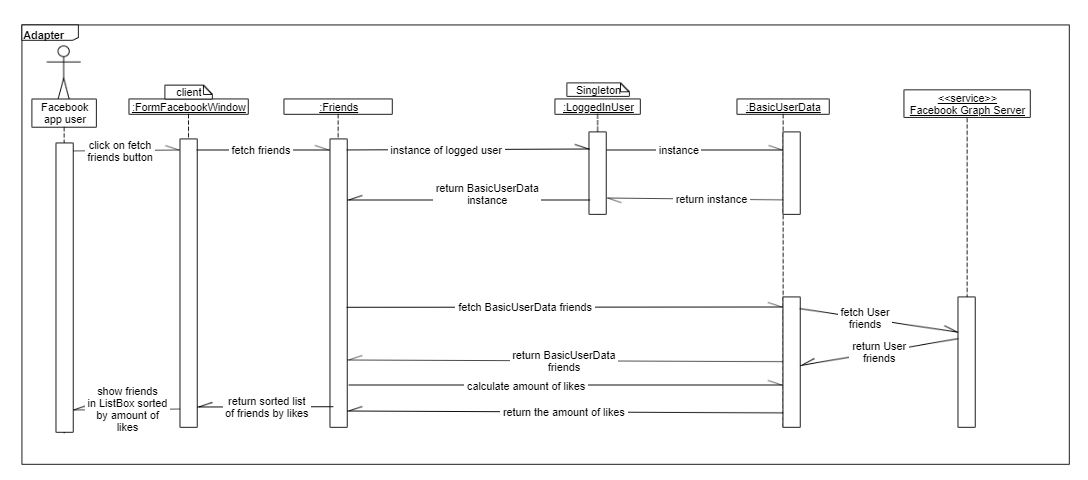 Adapter
Facebook
app user
client
:FormFacebookWindow
:Friends
Singleton
:LoggedInUser
:BasicUserData
<<service>>
Facebook Graph Server
click on fetch
friends button
fetch friends
instance of logged user
instance
return BasicUserData
instance
return instance
fetch BasicUserData friends
fetch User
friends
return User
friends
return BasicUserData
friends
calculate amount of likes
show friends
in ListBox sorted
by amount of
likes
return sorted list
of friends by likes
return the amount of likes